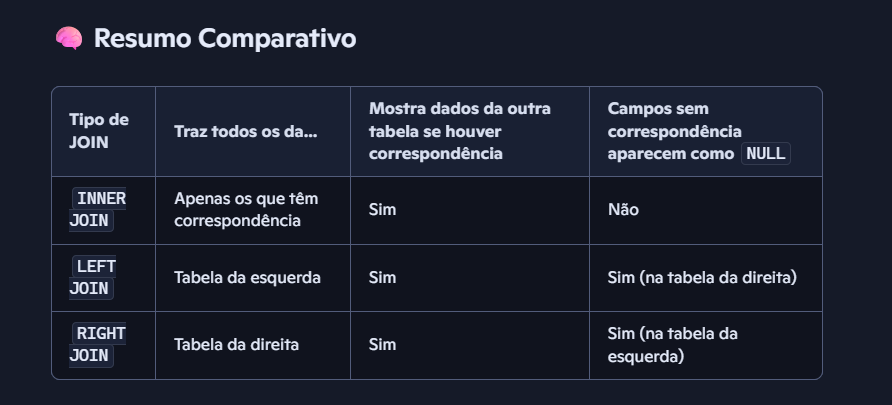 Resumo Comparativo
Tipo de
JOIN
Traz todos os da...
Mostra dados da outra
tabela se houver
correspondência
Campos sem
correspondência
aparecem como NULL
INNER
JOIN
Apenas os que têm
correspondência
Sim
Não
LEFT
JOIN
Tabela da esquerda
Sim
Sim (na tabela da direita)
RIGHT
JOIN
Tabela da direita
Sim
Sim (na tabela da
esquerda)